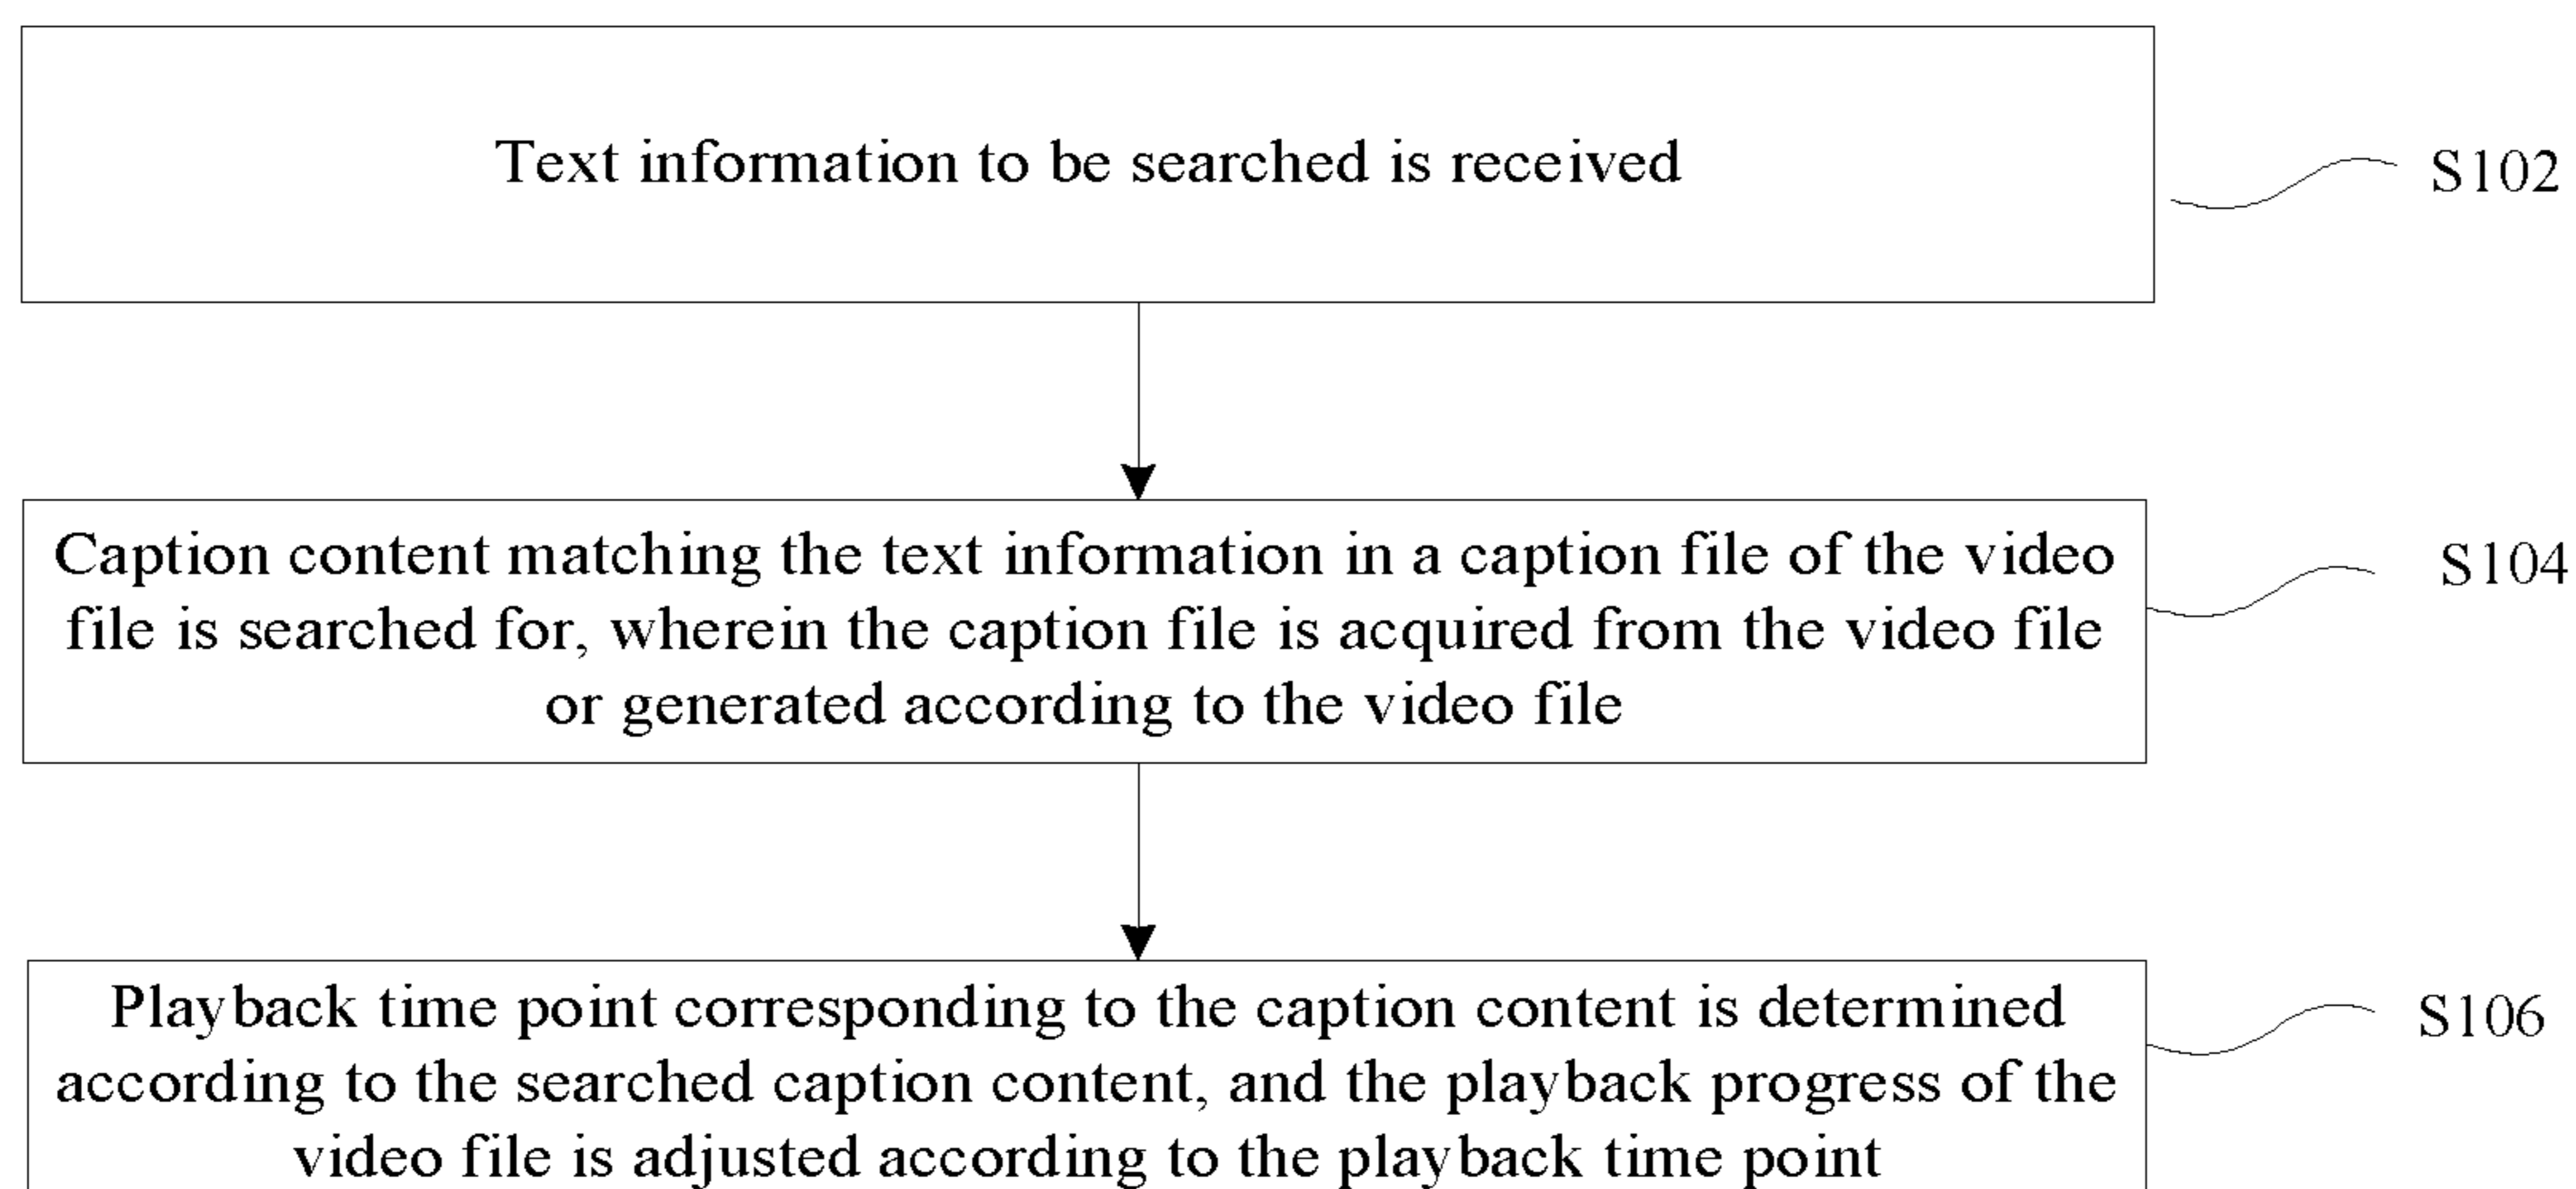 Text information to be searched is received
S102
Caption content matching the text information in a caption file of the video
file is searched for, wherein the caption file is acquired from the video file
or generated according to the video file
S104
Playback time point corresponding to the caption content is determined
according to the searched caption content, and the playback progress of the
video file is adjusted according to the playback time point
S106